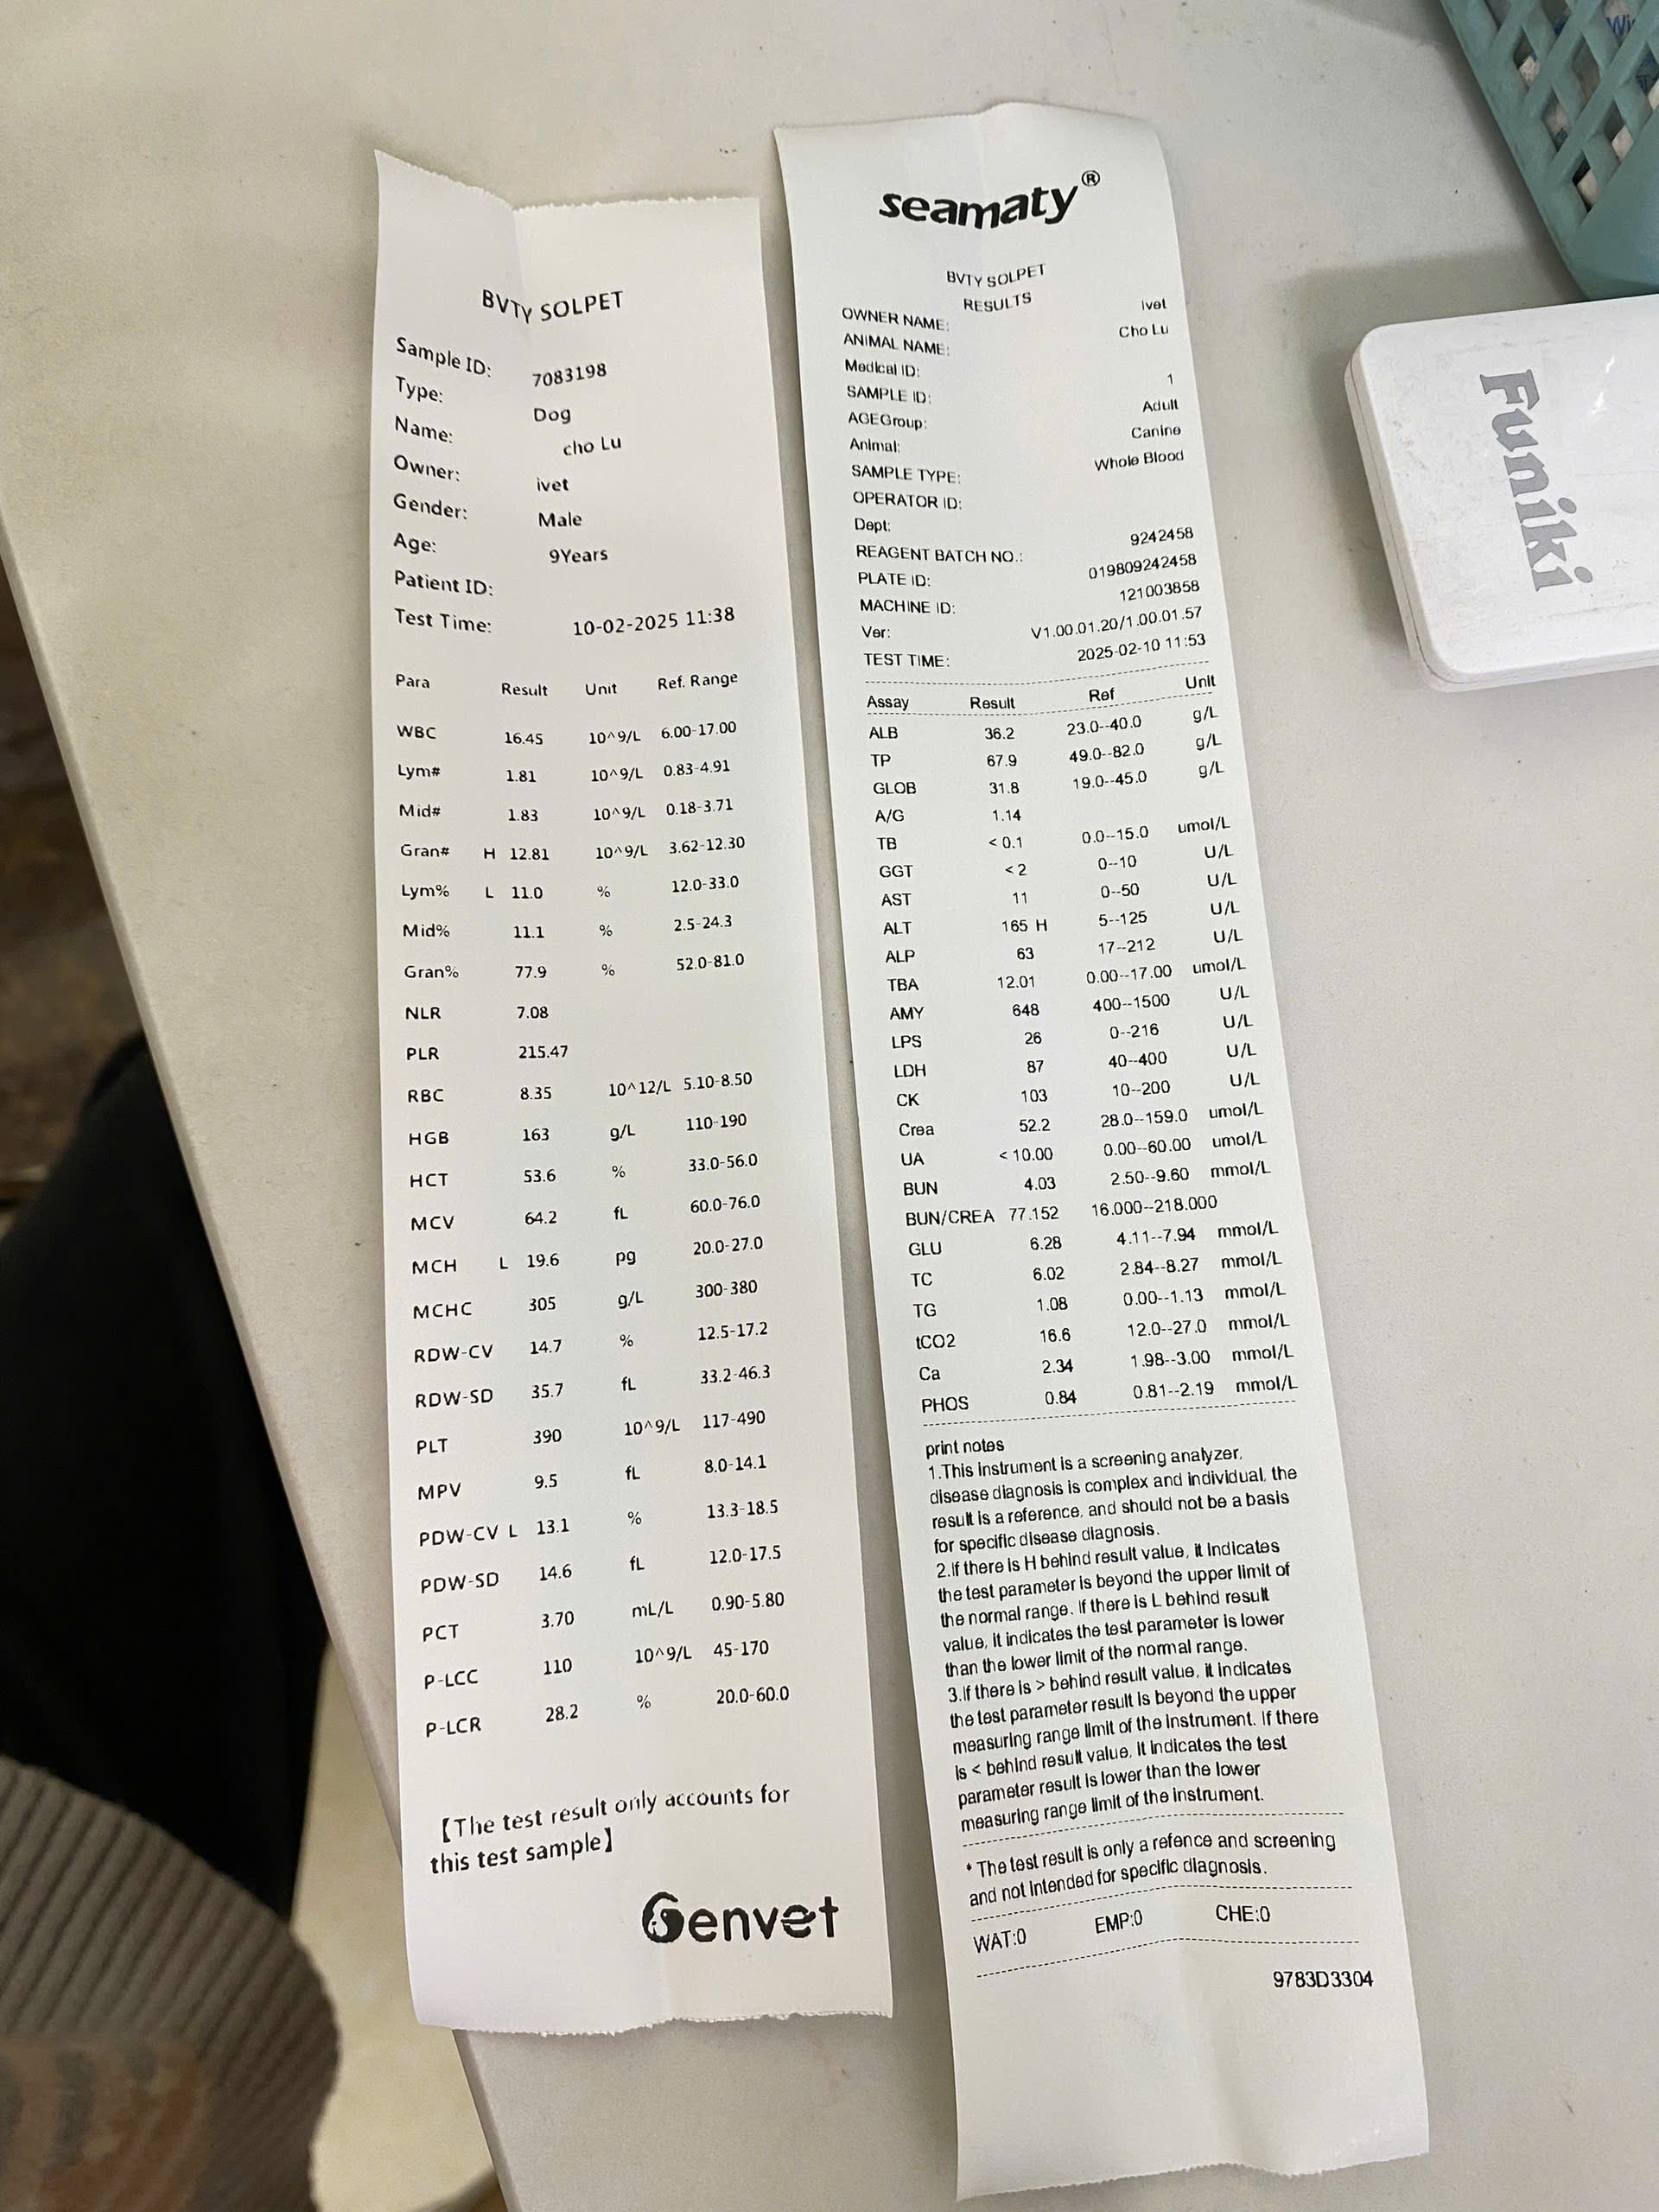 BVTY SOLPET
Sample ID: 7083198
Type: Dog
Name: cho Lu
Owner: ivet
Gender: Male
Age: 9Years
Patient ID:
Test Time: 10-02-2025 11:38
Para Result Unit Ref. Range
WBC 16.45 10^9/L 6.00-17.00
Lym# 1.81 10^9/L 0.83-4.91
Mid# 1.83 10^9/L 0.18-3.71
Gran# H 12.81 10^9/L 3.62-12.30
Lym% L 11.0 % 12.0-33.0
Mid% 11.1 % 2.5-24.3
Gran% 77.9 % 52.0-81.0
NLR 7.08
PLR 215.47
RBC 8.35 10^12/L 5.10-8.50
HGB 163 g/L 110-190
HCT 53.6 % 33.0-56.0
MCV 64.2 fL 60.0-76.0
MCH L 19.6 pg 20.0-27.0
MCHC 305 g/L 300-380
RDW-CV 14.7 % 12.5-17.2
RDW-SD 35.7 fL 33.2-46.3
PLT 390 10^9/L 117-490
MPV 9.5 fL 8.0-14.1
PDW-CV L 13.1 % 13.3-18.5
PDW-SD 14.6 fL 12.0-17.5
PCT 3.70 mL/L 0.90-5.80
P-LCC 110 10^9/L 45-170
P-LCR 28.2 % 20.0-60.0
【The test result only accounts for
this test sample】
Genvet
seamaty®
BVTY SOLPET
RESULTS
OWNER NAME: ivet
ANIMAL NAME: Cho Lu
Medical ID:
SAMPLE ID: 1
AGEGroup: Adult
Animal: Canine
SAMPLE TYPE: Whole Blood
OPERATOR ID:
Dept:
REAGENT BATCH NO.: 9242458
PLATE ID: 019809242458
MACHINE ID: 121003858
Ver: V1.00.01.20/1.00.01.57
TEST TIME: 2025-02-10 11:53
Assay Result Ref Unit
ALB 36.2 23.0--40.0 g/L
TP 67.9 49.0--82.0 g/L
GLOB 31.8 19.0--45.0 g/L
A/G 1.14
TB <0.1 0.0--15.0 umol/L
GGT <2 0--10 U/L
AST 11 0--50 U/L
ALT 165 H 5--125 U/L
ALP 63 17--212 U/L
TBA 12.01 0.00--17.00 umol/L
AMY 648 400--1500 U/L
LPS 26 0--216 U/L
LDH 87 40--400 U/L
CK 103 10--200 U/L
Crea 52.2 28.0--159.0 umol/L
UA <10.00 0.00--60.00 umol/L
BUN 4.03 2.50--9.60 mmol/L
BUN/CREA 77.152 16.000--218.000
GLU 6.28 4.11--7.94 mmol/L
TC 6.02 2.84--8.27 mmol/L
TG 1.08 0.00--1.13 mmol/L
tCO2 16.6 12.0--27.0 mmol/L
Ca 2.34 1.98--3.00 mmol/L
PHOS 0.84 0.81--2.19 mmol/L
print notes
1.This instrument is a screening analyzer,
disease diagnosis is complex and individual, the
result is a reference, and should not be a basis
for specific disease diagnosis.
2.If there is H behind result value, it indicates
the test parameter is beyond the upper limit of
the normal range. If there is L behind result
value, it indicates the test parameter is lower
than the lower limit of the normal range.
3.If there is > behind result value, it indicates
the test parameter result is beyond the upper
measuring range limit of the instrument. If there
is < behind result value, it indicates the test
parameter result is lower than the lower
measuring range limit of the instrument.
* The test result is only a refence and screening
and not intended for specific diagnosis.
WAT:0 EMP:0 CHE:0
9783D3304
Funiki